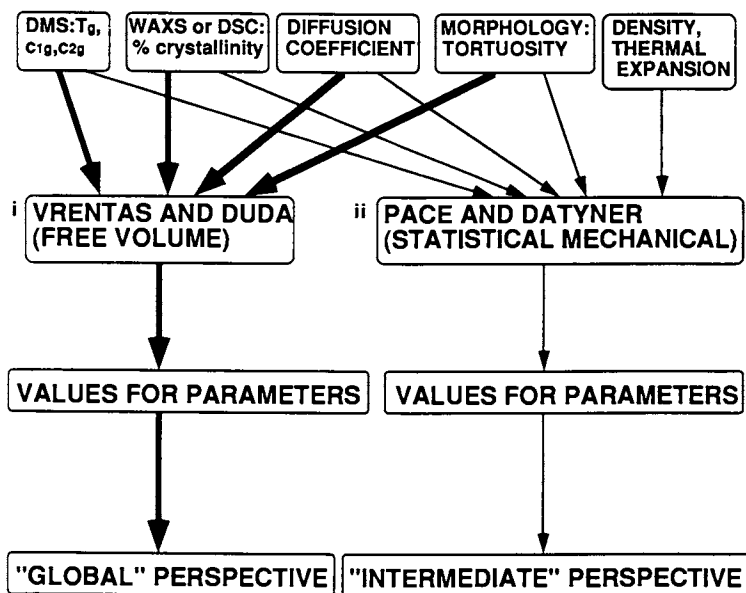 DMS:Tg,
C1g,C2g
WAXS or DSC:
% crystallinity
DIFFUSION
COEFFICIENT
MORPHOLOGY:
TORTUOSITY
DENSITY,
THERMAL
EXPANSION
i
VRENTAS AND DUDA
(FREE VOLUME)
ii
PACE AND DATYNER
(STATISTICAL MECHANICAL)
VALUES FOR PARAMETERS
VALUES FOR PARAMETERS
"GLOBAL" PERSPECTIVE
"INTERMEDIATE" PERSPECTIVE